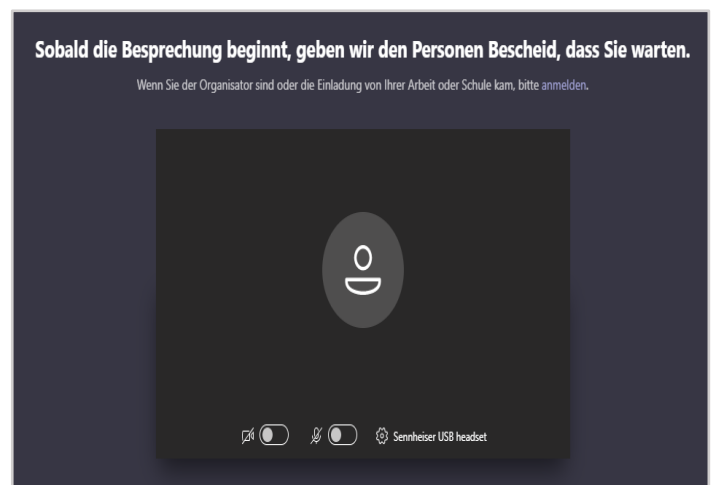 Sobald die Besprechung beginnt, geben wir den Personen Bescheid, dass Sie warten.
Wenn Sie der Organisator sind oder die Einladung von Ihrer Arbeit oder Schule kam, bitte anmelden.
Sennheiser USB headset